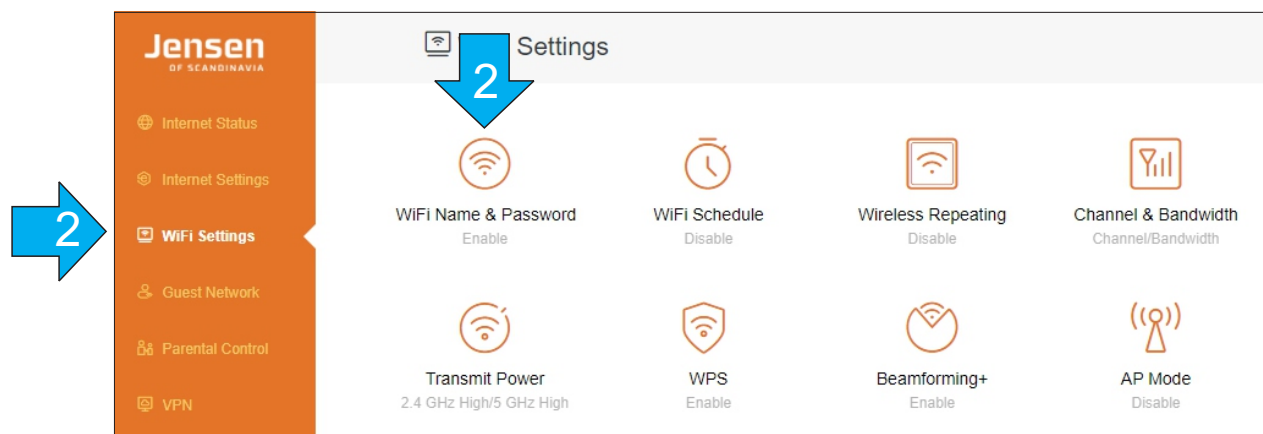 Jensen
OF SCANDINAVIA
Settings
2
Internet Status
Internet Settings
2
WiFi Settings
Guest Network
Parental Control
VPN
WiFi Name & Password
Enable
WiFi Schedule
Disable
Wireless Repeating
Disable
Channel & Bandwidth
Channel/Bandwidth
Transmit Power
2.4 GHz High/5 GHz High
WPS
Enable
Beamforming+
Enable
AP Mode
Disable